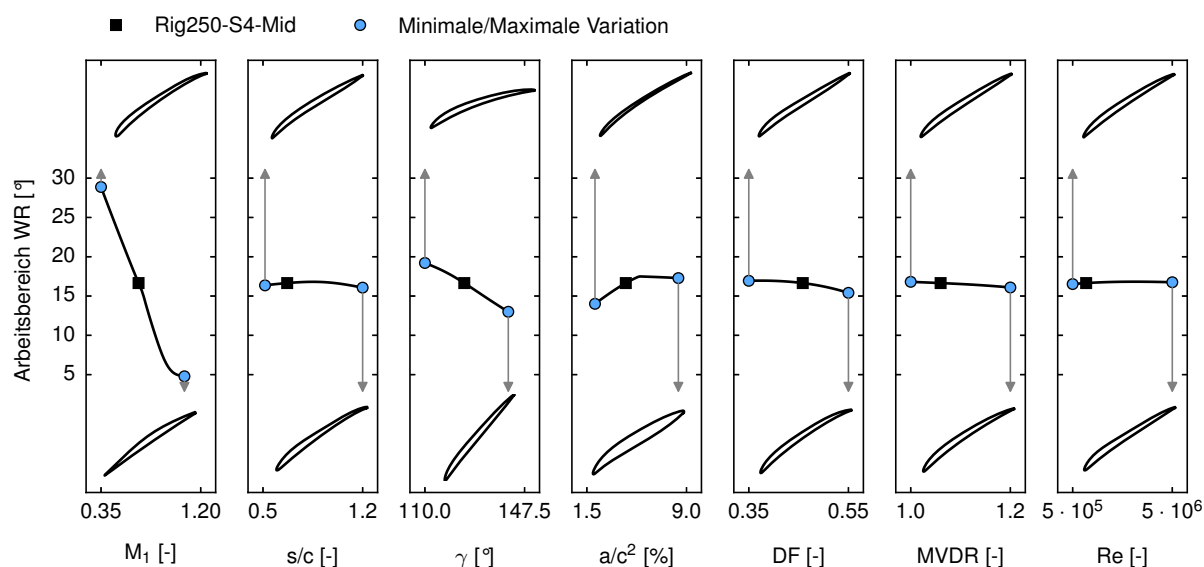 Rig250-S4-Mid
Minimale/Maximale Variation
Arbeitsbereich WR [°]
30
25
20
15
10
5
0.35 1.20
M₁ [-]
0.5 1.2
s/c [-]
110.0 147.5
γ [°]
1.5 9.0
a/c² [%]
0.35 0.55
DF [-]
1.0 1.2
MVDR [-]
5 · 10⁵ 5 · 10⁶
Re [-]